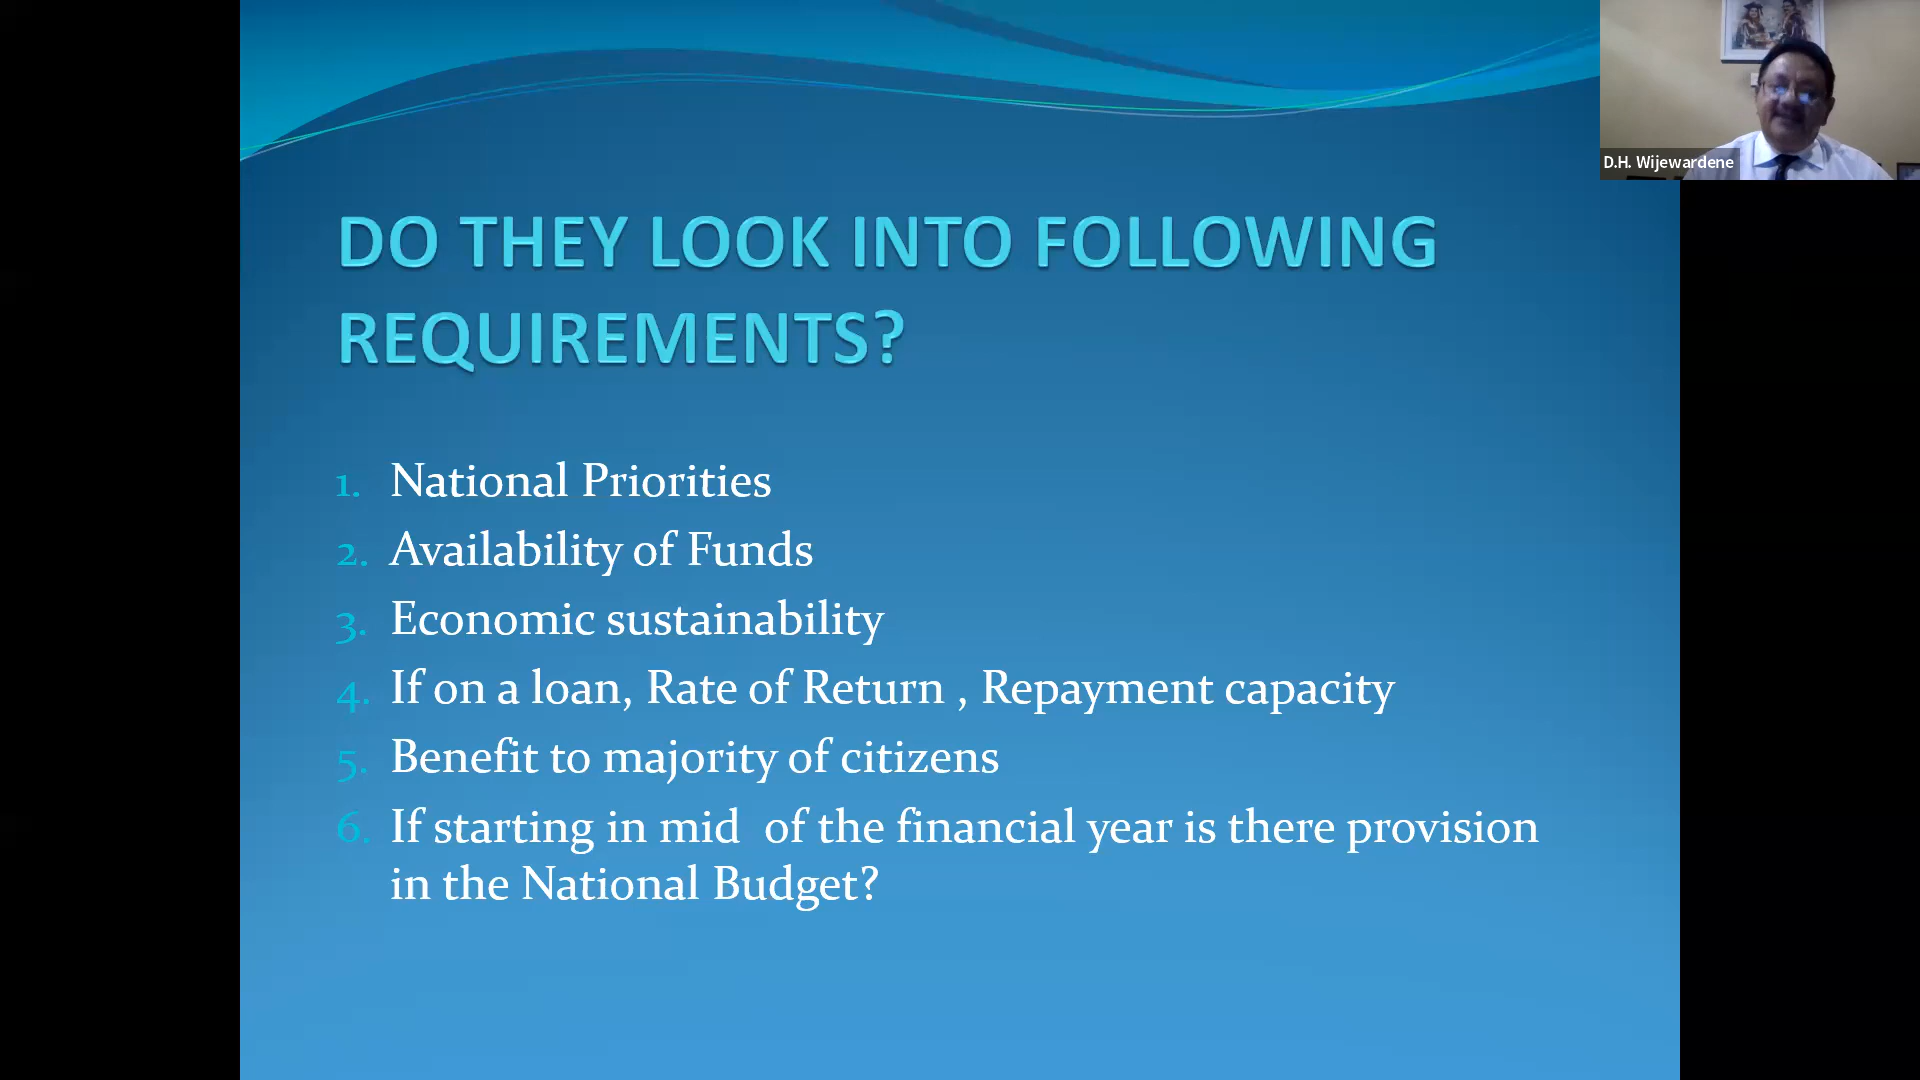 D.H. Wijewardene
DO THEY LOOK INTO FOLLOWING
REQUIREMENTS?
1. National Priorities
2. Availability of Funds
3. Economic sustainability
4. If on a loan, Rate of Return , Repayment capacity
5. Benefit to majority of citizens
6. If starting in mid  of the financial year is there provision
in the National Budget?